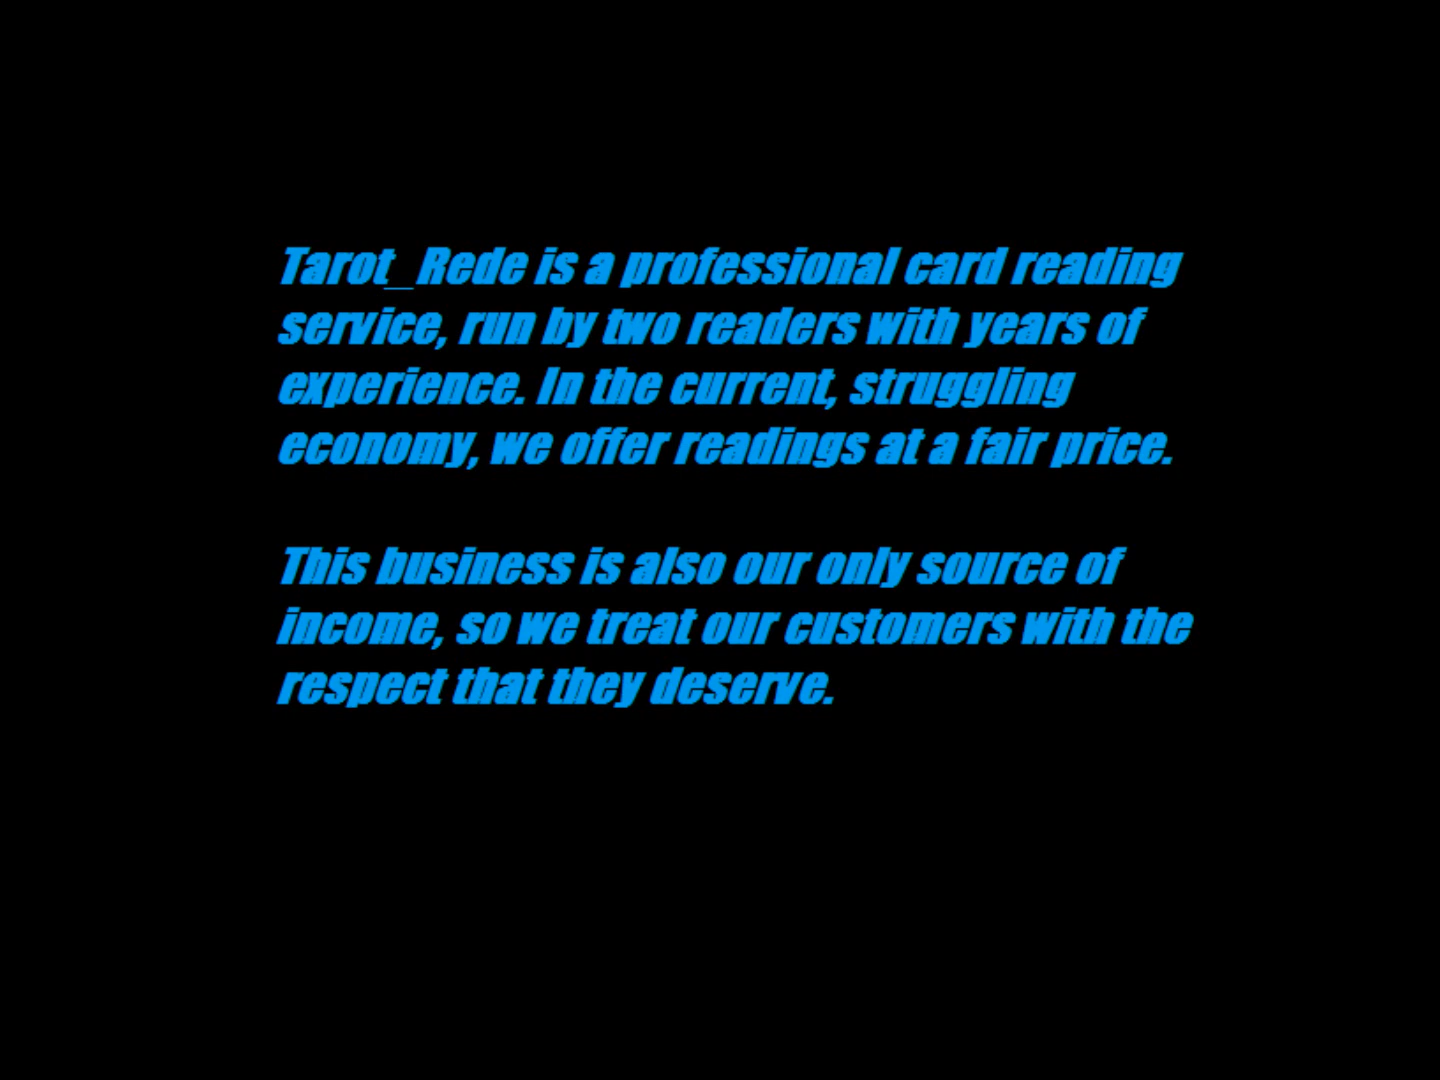 Tarot_Rede is a professional card reading
service, run by two readers with years of
experience. In the current, struggling
economy, we offer readings at a fair price.
This business is also our only source of
income, so we treat our customers with the
respect that they deserve.